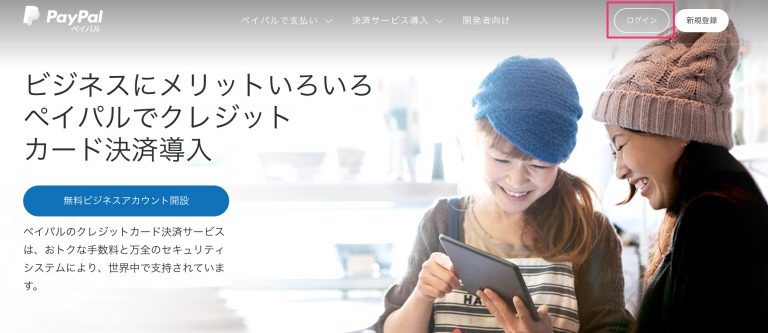 PayPal
ペイパル
ペイパルで支払い
決済サービス導入
開発者向け
ログイン
新規登録
ビジネスにメリットいろいろ
ペイパルでクレジット
カード決済導入
無料ビジネスアカウント開設
ペイパルのクレジットカード決済サービス
は、おトクな手数料と万全のセキュリティ
システムにより、世界中で支持されていま
す。